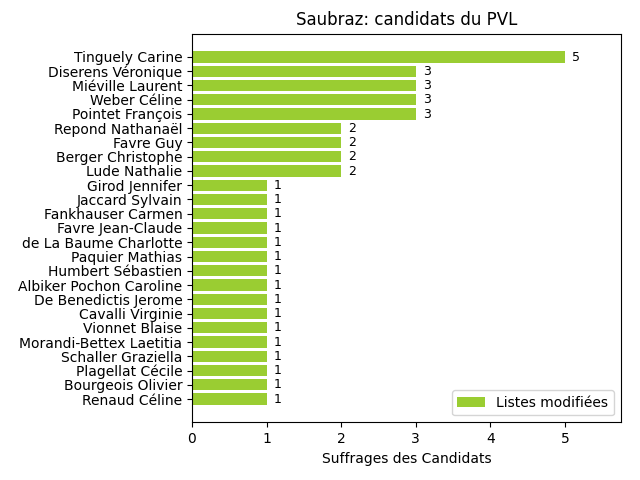 Saubraz: candidats du PVL
Tinguely Carine 5
Diserens Véronique 3
Miéville Laurent 3
Weber Céline 3
Pointet François 3
Repond Nathanaël 2
Favre Guy 2
Berger Christophe 2
Lude Nathalie 2
Girod Jennifer 1
Jaccard Sylvain 1
Fankhauser Carmen 1
Favre Jean-Claude 1
de La Baume Charlotte 1
Paquier Mathias 1
Humbert Sébastien 1
Albiker Pochon Caroline 1
De Benedictis Jerome 1
Cavalli Virginie 1
Vionnet Blaise 1
Morandi-Bettex Laetitia 1
Schaller Graziella 1
Plagellat Cécile 1
Bourgeois Olivier 1
Renaud Céline 1
Listes modifiées
0 1 2 3 4 5
Suffrages des Candidats